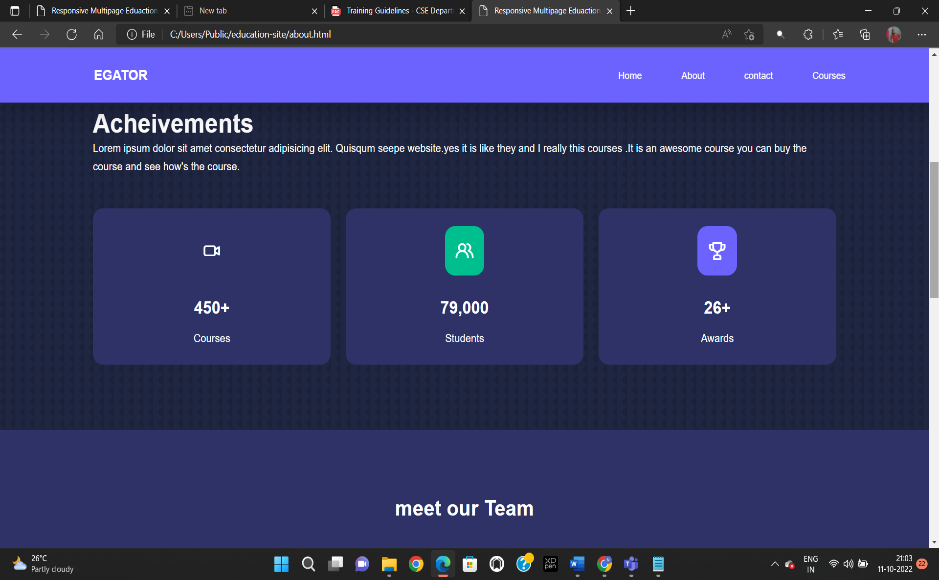 Responsive Multipage Eduaction
New tab
Training Guidelines - CSE Depart
Responsive Multipage Eduaction
File
C:/Users/Public/education-site/about.html
EGATOR
Home
About
contact
Courses
Acheivements
Lorem ipsum dolor sit amet consectetur adipisicing elit. Quisqum seepe website.yes it is like they and I really this courses .It is an awesome course you can buy the
course and see how's the course.
450+
Courses
79,000
Students
26+
Awards
meet our Team
26°C
Partly cloudy
XP
pen
ENG
IN
21:03
11-10-2022
22